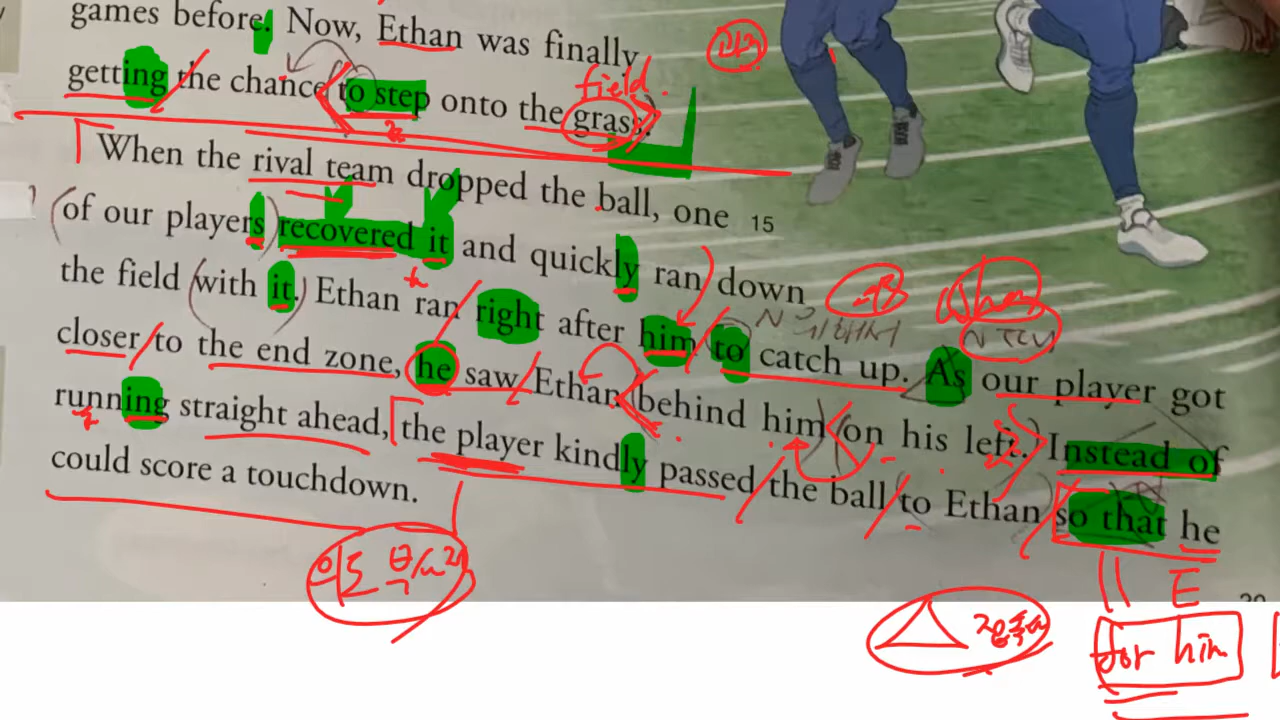 games before. Now, Ethan was finally
getting the chance to step onto the grass.
field
When the rival team dropped the ball, one 15
of our players recovered it and quickly ran down
the field with it. Ethan ran right after him to catch up. As our player got
closer to the end zone, he saw Ethan behind him on his left. Instead of
running straight ahead, the player kindly passed the ball to Ethan so that he
could score a touchdown.
When
E
for him